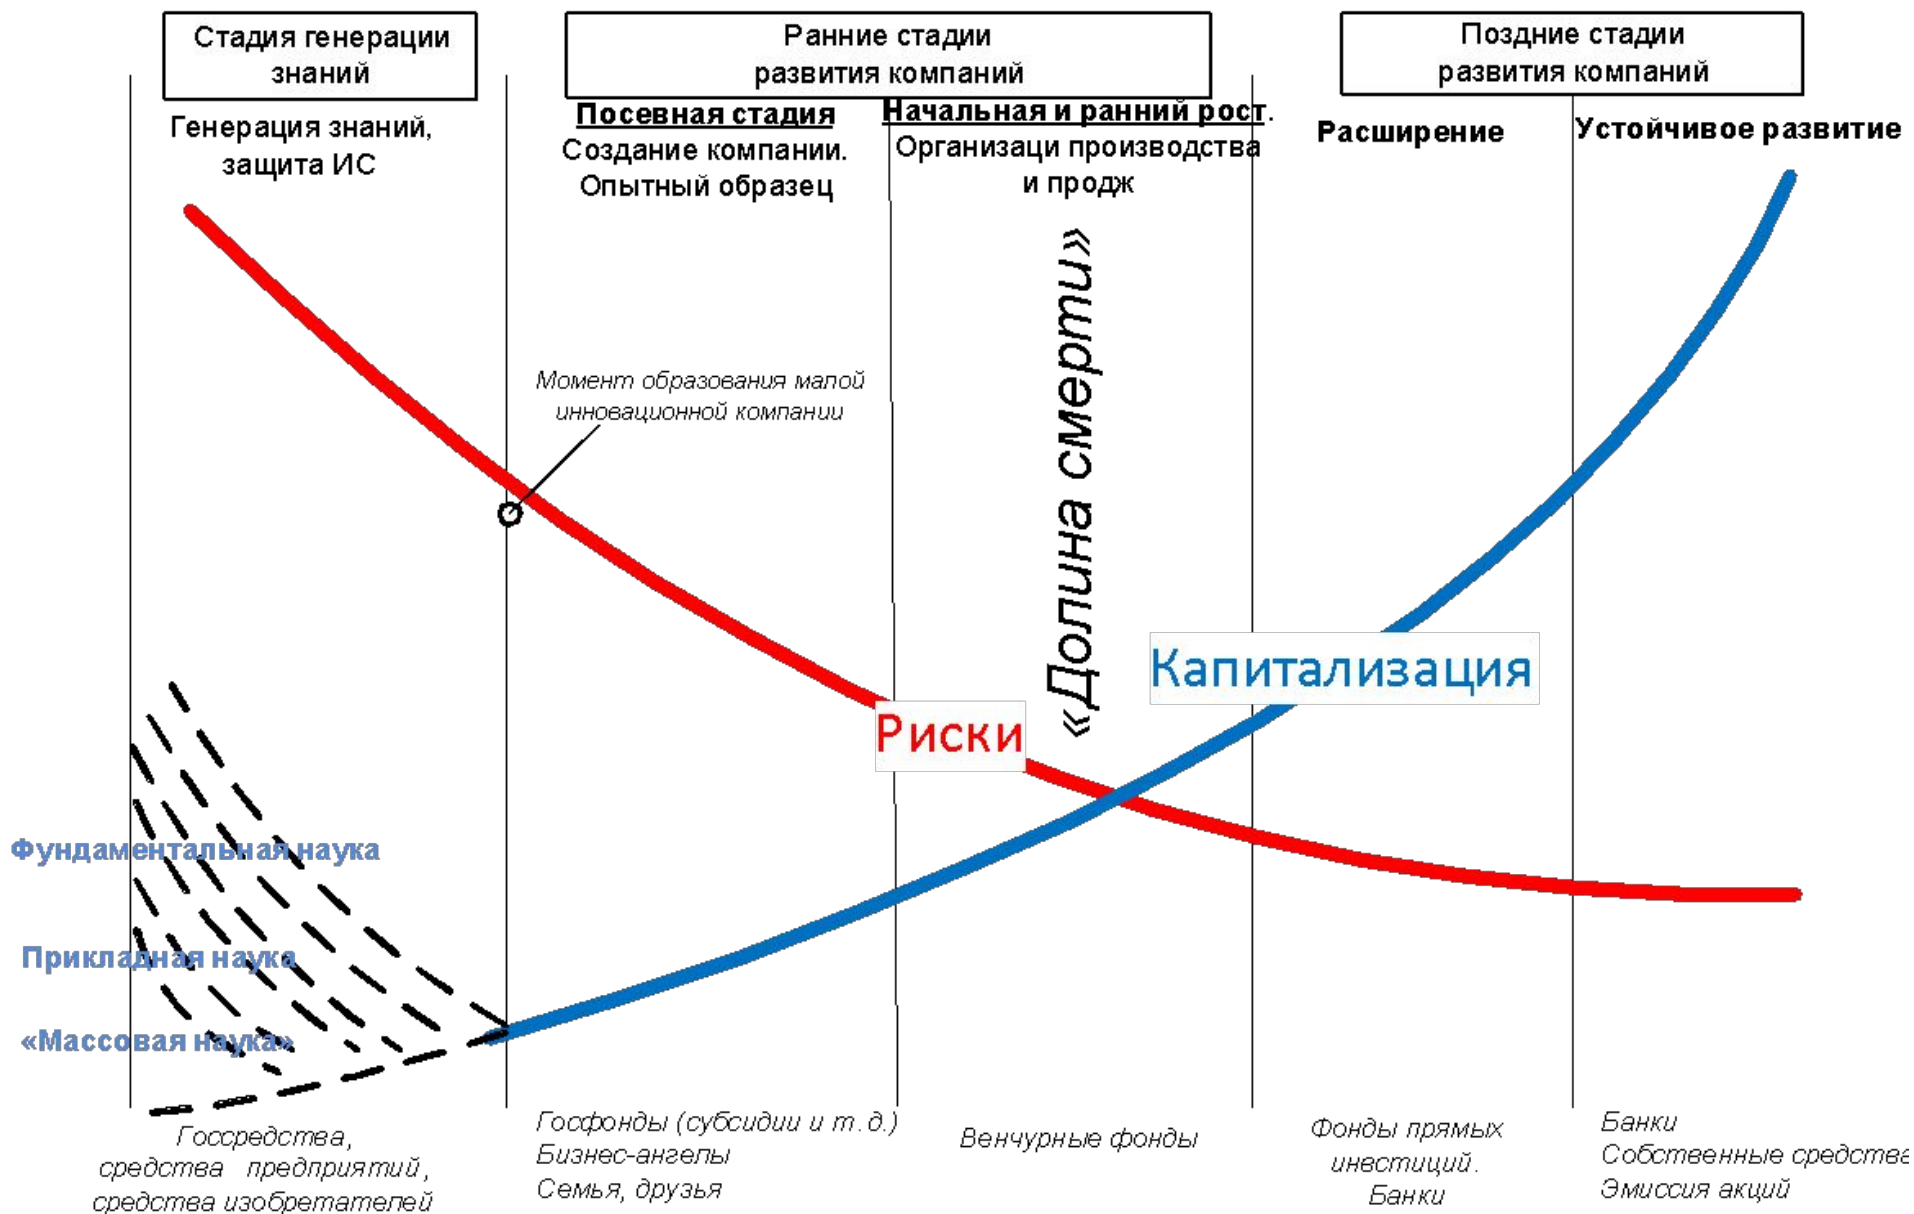 Стадия генерации
знаний
Ранние стадии
развития компаний
Поздние стадии
развития компаний
Генерация знаний,
защита ИС
Посевная стадия
Создание компании.
Опытный образец
Начальная и ранний рост.
Организаци производства
и продж
Расширение
Устойчивое развитие
Момент образования малой
инновационной компании
«Долина смерти»
Капитализация
Риски
Фундаментальная наука
Прикладная наука
«Массовая наука»
Госсредства,
средства предприятий,
средства изобретателей
Госфонды (субсидии и т.д.)
Бизнес-ангелы
Семья, друзья
Венчурные фонды
Фонды прямых
инвстиций.
Банки
Банки
Собственные средства
Эмиссия акций